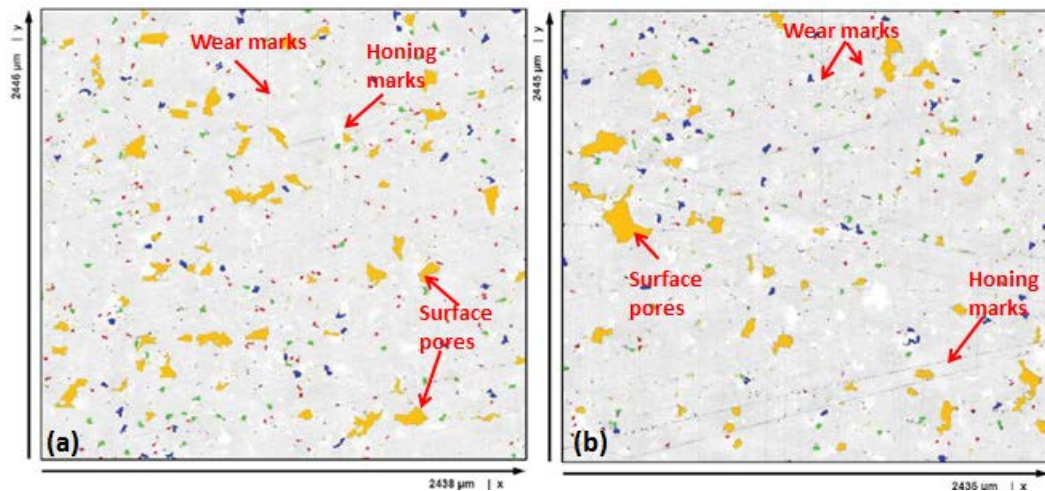 2446 µm | y
Wear marks
Honing
marks
Surface
pores
(a)
2438 µm | x
2445 µm | y
Wear marks
Surface
pores
Honing
marks
(b)
2435 µm | x